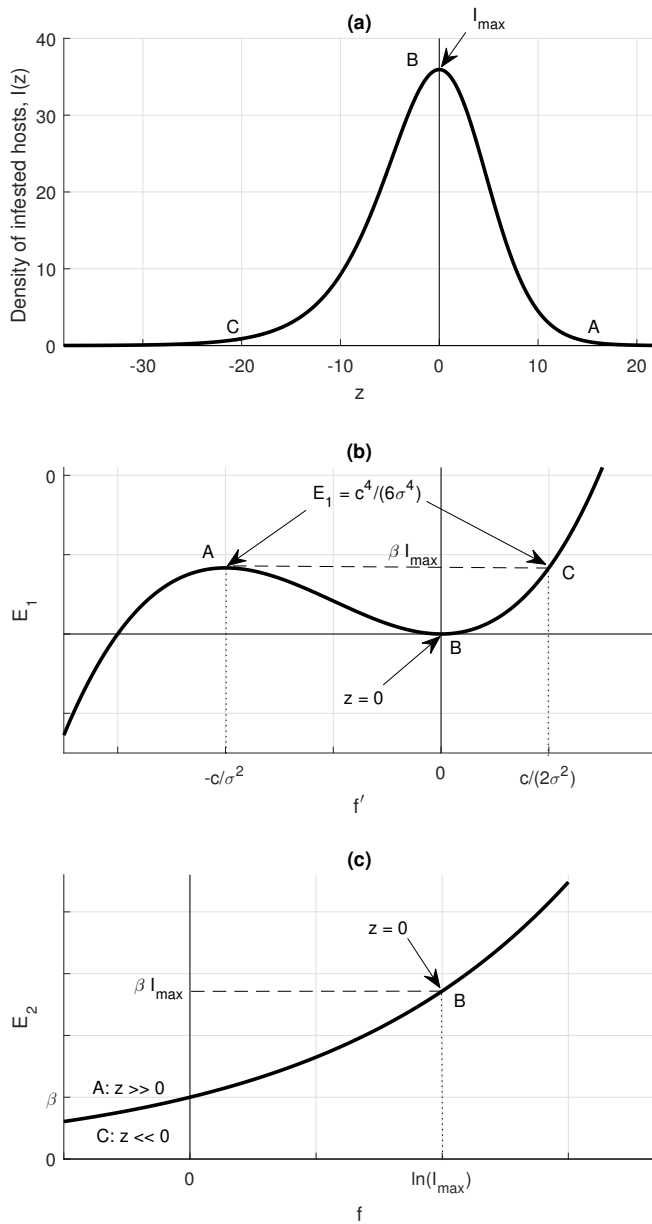 (a)
I_max
B
40
30
20
10
0
Density of infested hosts, I(z)
C
A
-30
-20
-10
0
10
20
z
(b)
0
E_1 = c^4/(6σ^4)
A
β I_max
C
E_1
B
z = 0
-c/σ^2
0
c/(2σ^2)
f′
(c)
z = 0
β I_max
B
E_2
A: z >> 0
β
C: z << 0
0
0
ln(I_max)
f